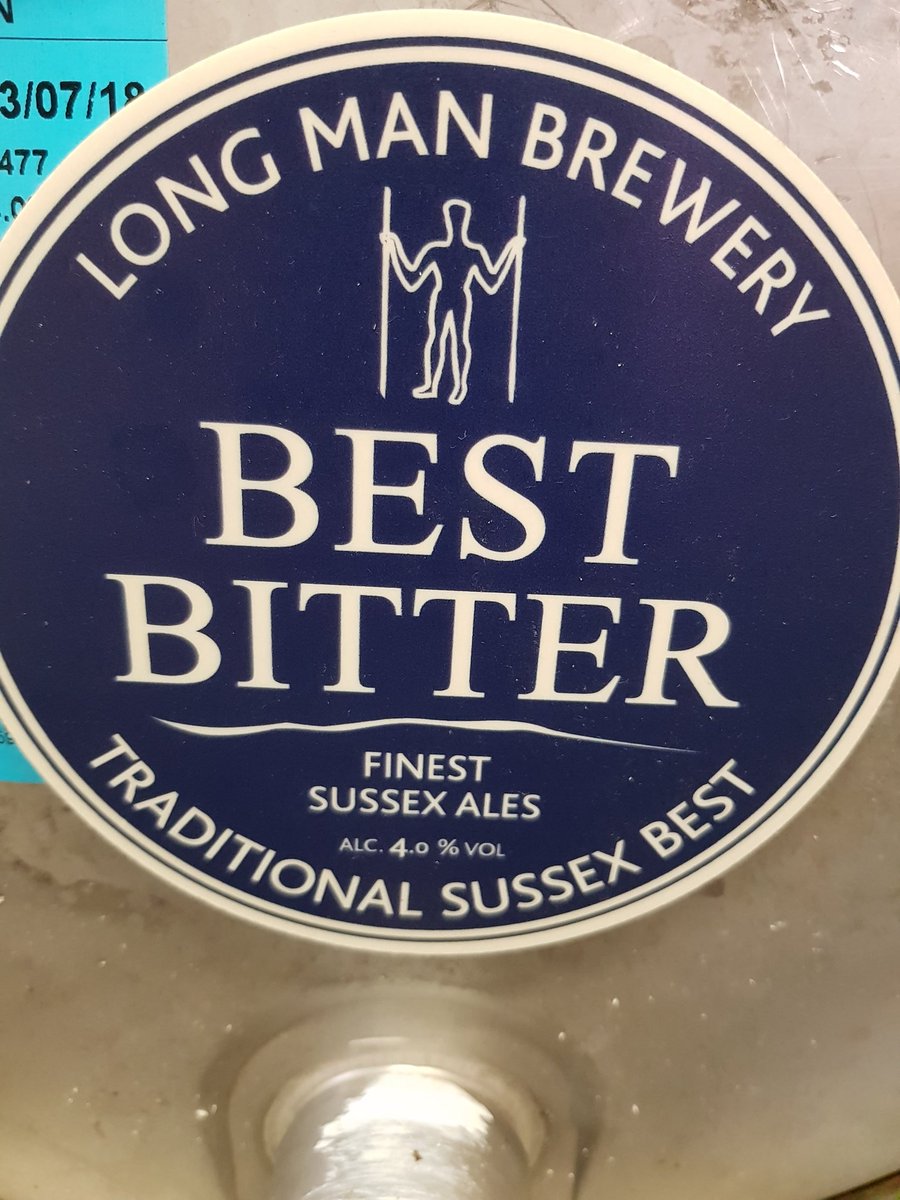 N
3/07/18
477
LONG MAN BREWERY
BEST
BITTER
FINEST
SUSSEX ALES
ALC. 4.0 % VOL
TRADITIONAL SUSSEX BEST